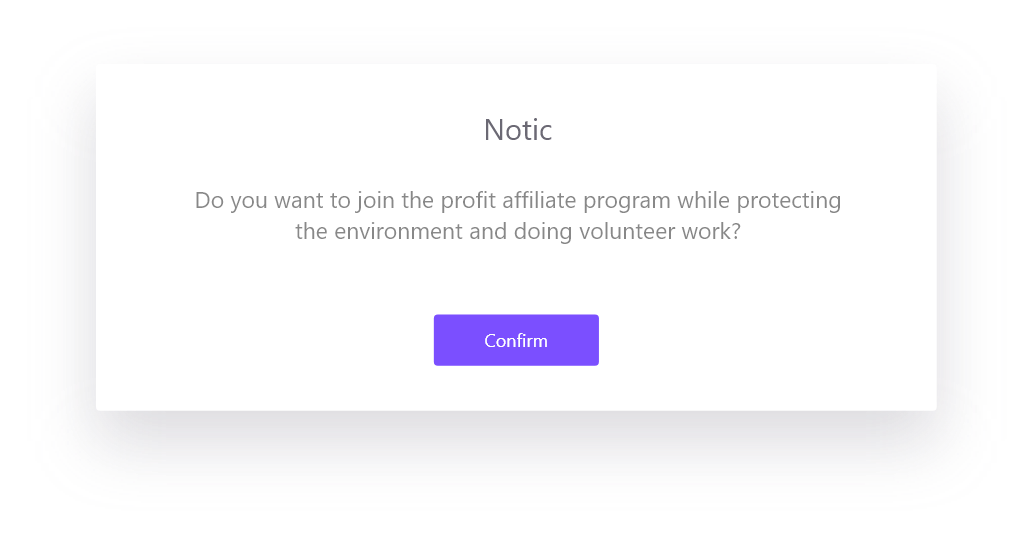 Notic
Do you want to join the profit affiliate program while protecting
the environment and doing volunteer work?
Confirm